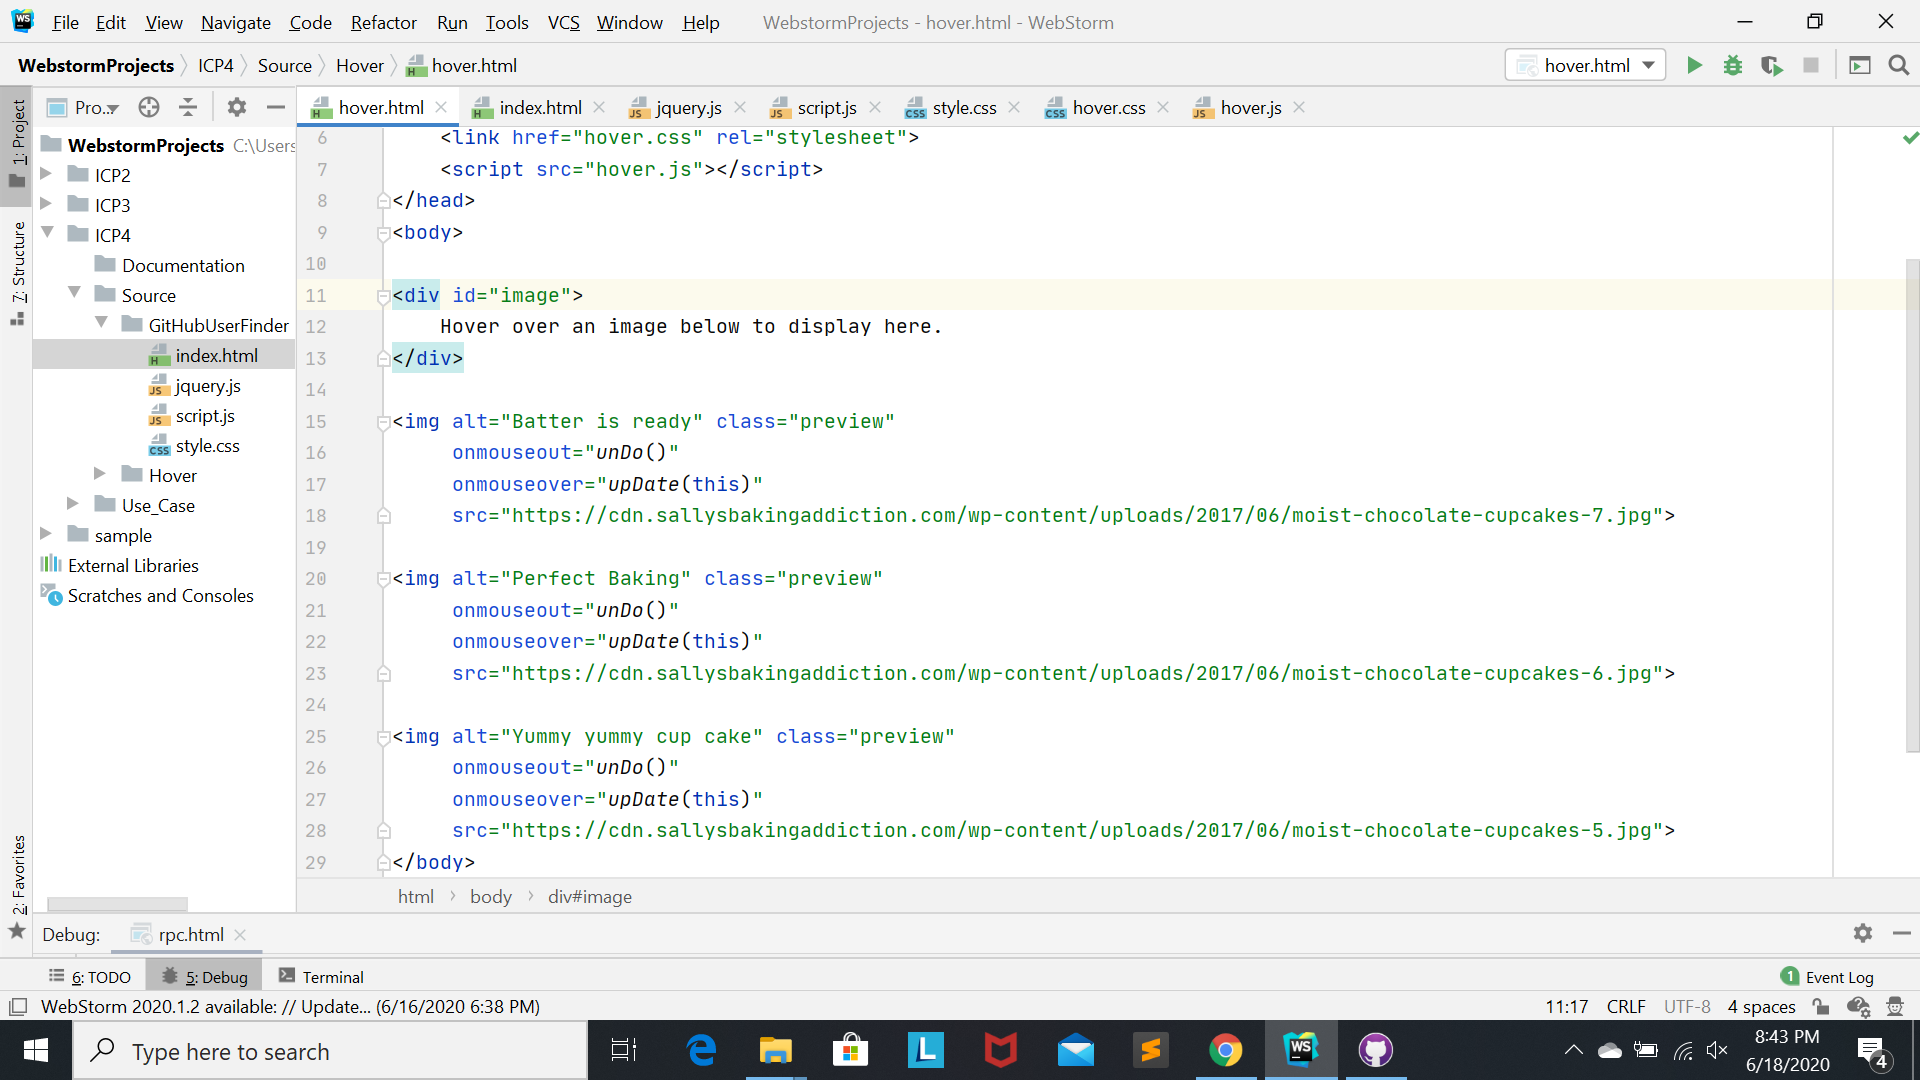 WS File Edit View Navigate Code Refactor Run Tools VCS Window Help WebstormProjects - hover.html - WebStorm
WebstormProjects ICP4 Source Hover hover.html hover.html
1: Project
7: Structure
2: Favorites
Pro...
hover.html index.html jquery.js script.js style.css hover.css hover.js
WebstormProjects C:\Users
ICP2
ICP3
ICP4
Documentation
Source
GitHubUserFinder
index.html
jquery.js
script.js
style.css
Hover
Use_Case
sample
External Libraries
Scratches and Consoles
6 <link href="hover.css" rel="stylesheet">
7 <script src="hover.js"></script>
8 </head>
9 <body>
10
11 <div id="image">
12 Hover over an image below to display here.
13 </div>
14
15 <img alt="Batter is ready" class="preview"
16 onmouseout="unDo()"
17 onmouseover="upDate(this)"
18 src="https://cdn.sallysbakingaddiction.com/wp-content/uploads/2017/06/moist-chocolate-cupcakes-7.jpg">
19
20 <img alt="Perfect Baking" class="preview"
21 onmouseout="unDo()"
22 onmouseover="upDate(this)"
23 src="https://cdn.sallysbakingaddiction.com/wp-content/uploads/2017/06/moist-chocolate-cupcakes-6.jpg">
24
25 <img alt="Yummy yummy cup cake" class="preview"
26 onmouseout="unDo()"
27 onmouseover="upDate(this)"
28 src="https://cdn.sallysbakingaddiction.com/wp-content/uploads/2017/06/moist-chocolate-cupcakes-5.jpg">
29 </body>
html body div#image
Debug: rpc.html
6: TODO 5: Debug Terminal 1 Event Log
WebStorm 2020.1.2 available: // Update... (6/16/2020 6:38 PM) 11:17 CRLF UTF-8 4 spaces
Type here to search L WS 8:43 PM
6/18/2020 4